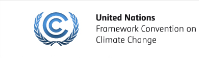 United Nations
Framework Convention on
Climate Change